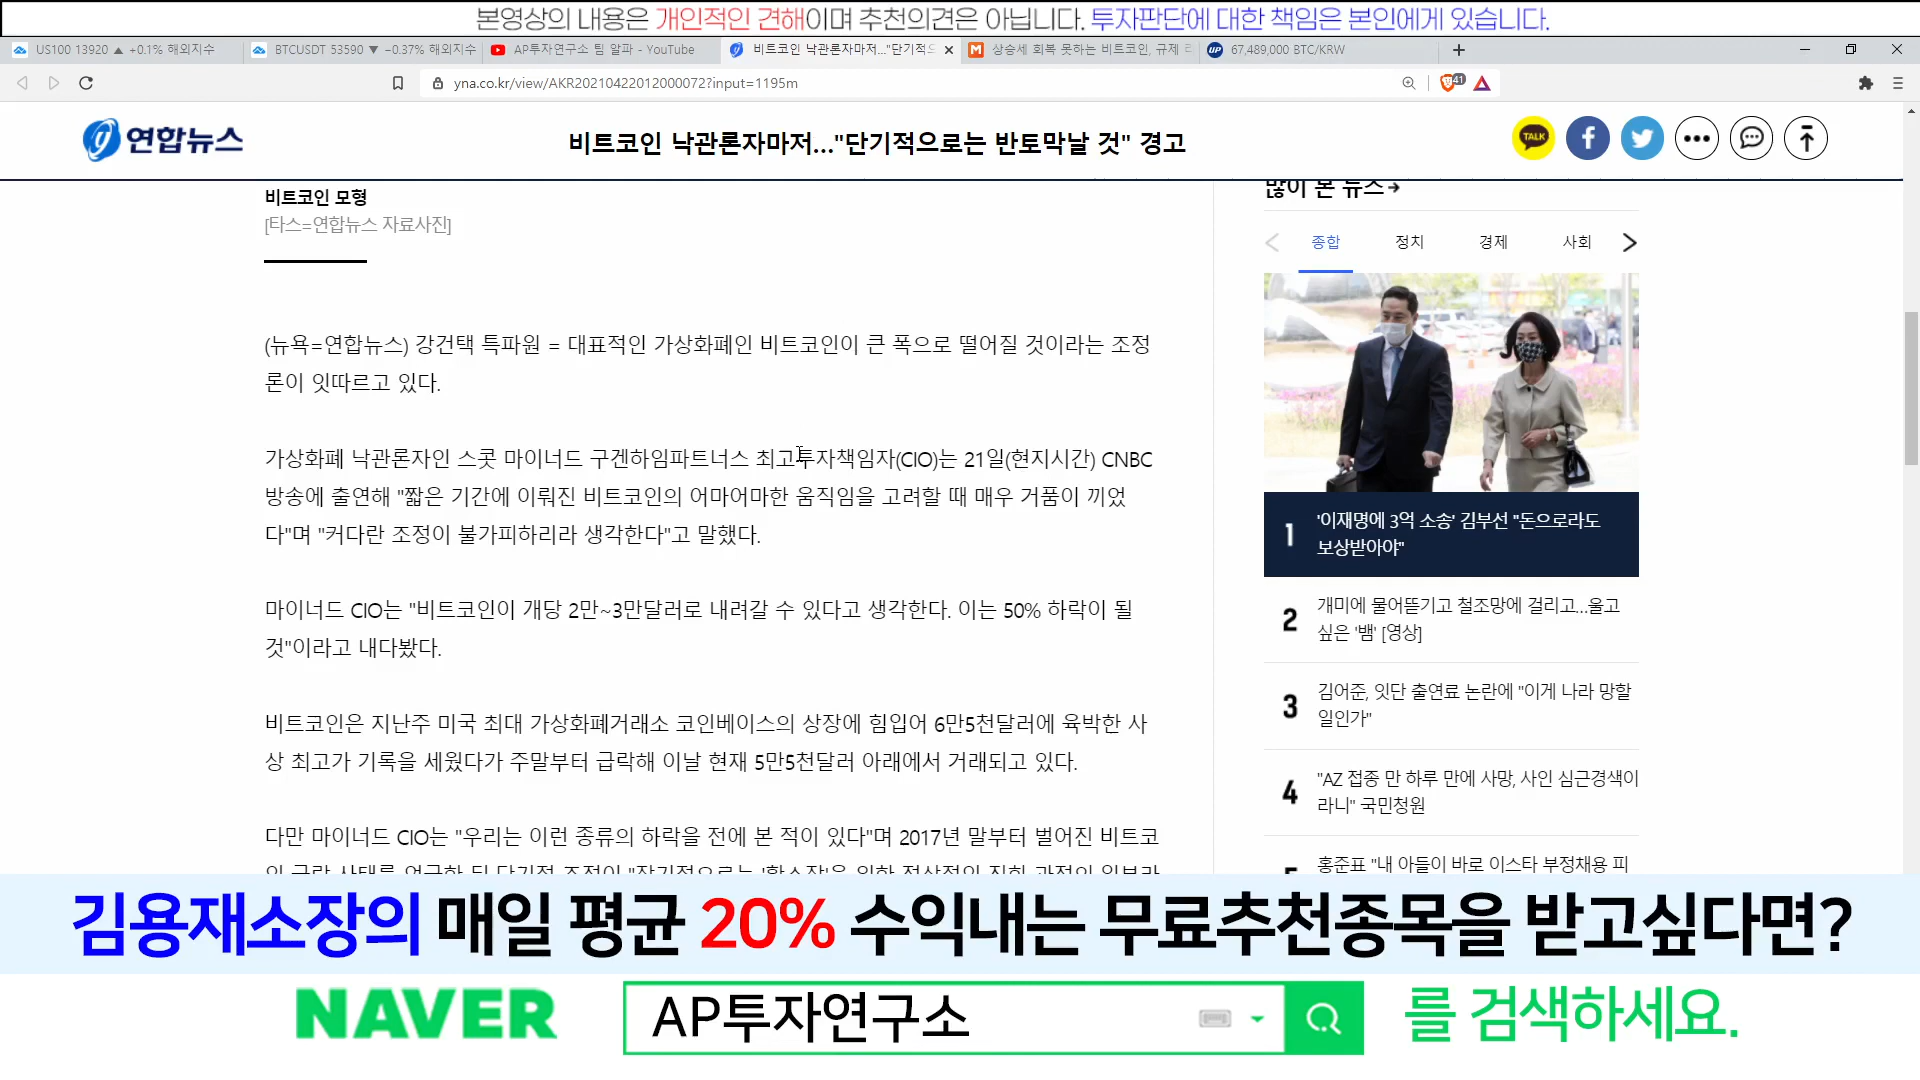 본영상의 내용은 개인적인 견해이며 추천의견은 아닙니다. 투자판단에 대한 책임은 본인에게 있습니다.
US100 13920 ▲ +0.1% 해외지수
BTCUSDT 53590 ▼ −0.37% 해외지수
AP투자연구소 팀 알파 - YouTube
비트코인 낙관론자마저..."단기적으
상승세 회복 못하는 비트코인, 규제
67,489,000 BTC/KRW
yna.co.kr/view/AKR20210422012000072?input=1195m
41
연합뉴스
비트코인 낙관론자마저..."단기적으로는 반토막날 것" 경고
TALK
비트코인 모형
[타스=연합뉴스 자료사진]
(뉴욕=연합뉴스) 강건택 특파원 = 대표적인 가상화폐인 비트코인이 큰 폭으로 떨어질 것이라는 조정
론이 잇따르고 있다.
가상화폐 낙관론자인 스콧 마이너드 구겐하임파트너스 최고투자책임자(CIO)는 21일(현지시간) CNBC
방송에 출연해 "짧은 기간에 이뤄진 비트코인의 어마어마한 움직임을 고려할 때 매우 거품이 끼었
다"며 "커다란 조정이 불가피하리라 생각한다"고 말했다.
마이너드 CIO는 "비트코인이 개당 2만~3만달러로 내려갈 수 있다고 생각한다. 이는 50% 하락이 될
것"이라고 내다봤다.
비트코인은 지난주 미국 최대 가상화폐거래소 코인베이스의 상장에 힘입어 6만5천달러에 육박한 사
상 최고가 기록을 세웠다가 주말부터 급락해 이날 현재 5만5천달러 아래에서 거래되고 있다.
다만 마이너드 CIO는 "우리는 이런 종류의 하락을 전에 본 적이 있다"며 2017년 말부터 벌어진 비트코
많이 본 뉴스
종합 정치 경제 사회
1 '이재명에 3억 소송' 김부선 "돈으로라도
보상받아야"
2 개미에 물어뜯기고 철조망에 걸리고...울고
싶은 '뱀' [영상]
3 김어준, 잇단 출연료 논란에 "이게 나라 망할
일인가"
4 "AZ 접종 만 하루 만에 사망, 사인 심근경색이
라니" 국민청원
홍준표 "내 아들이 바로 이스타 부정채용 피
김용재소장의 매일 평균 20% 수익내는 무료추천종목을 받고싶다면?
NAVER AP투자연구소 를 검색하세요.